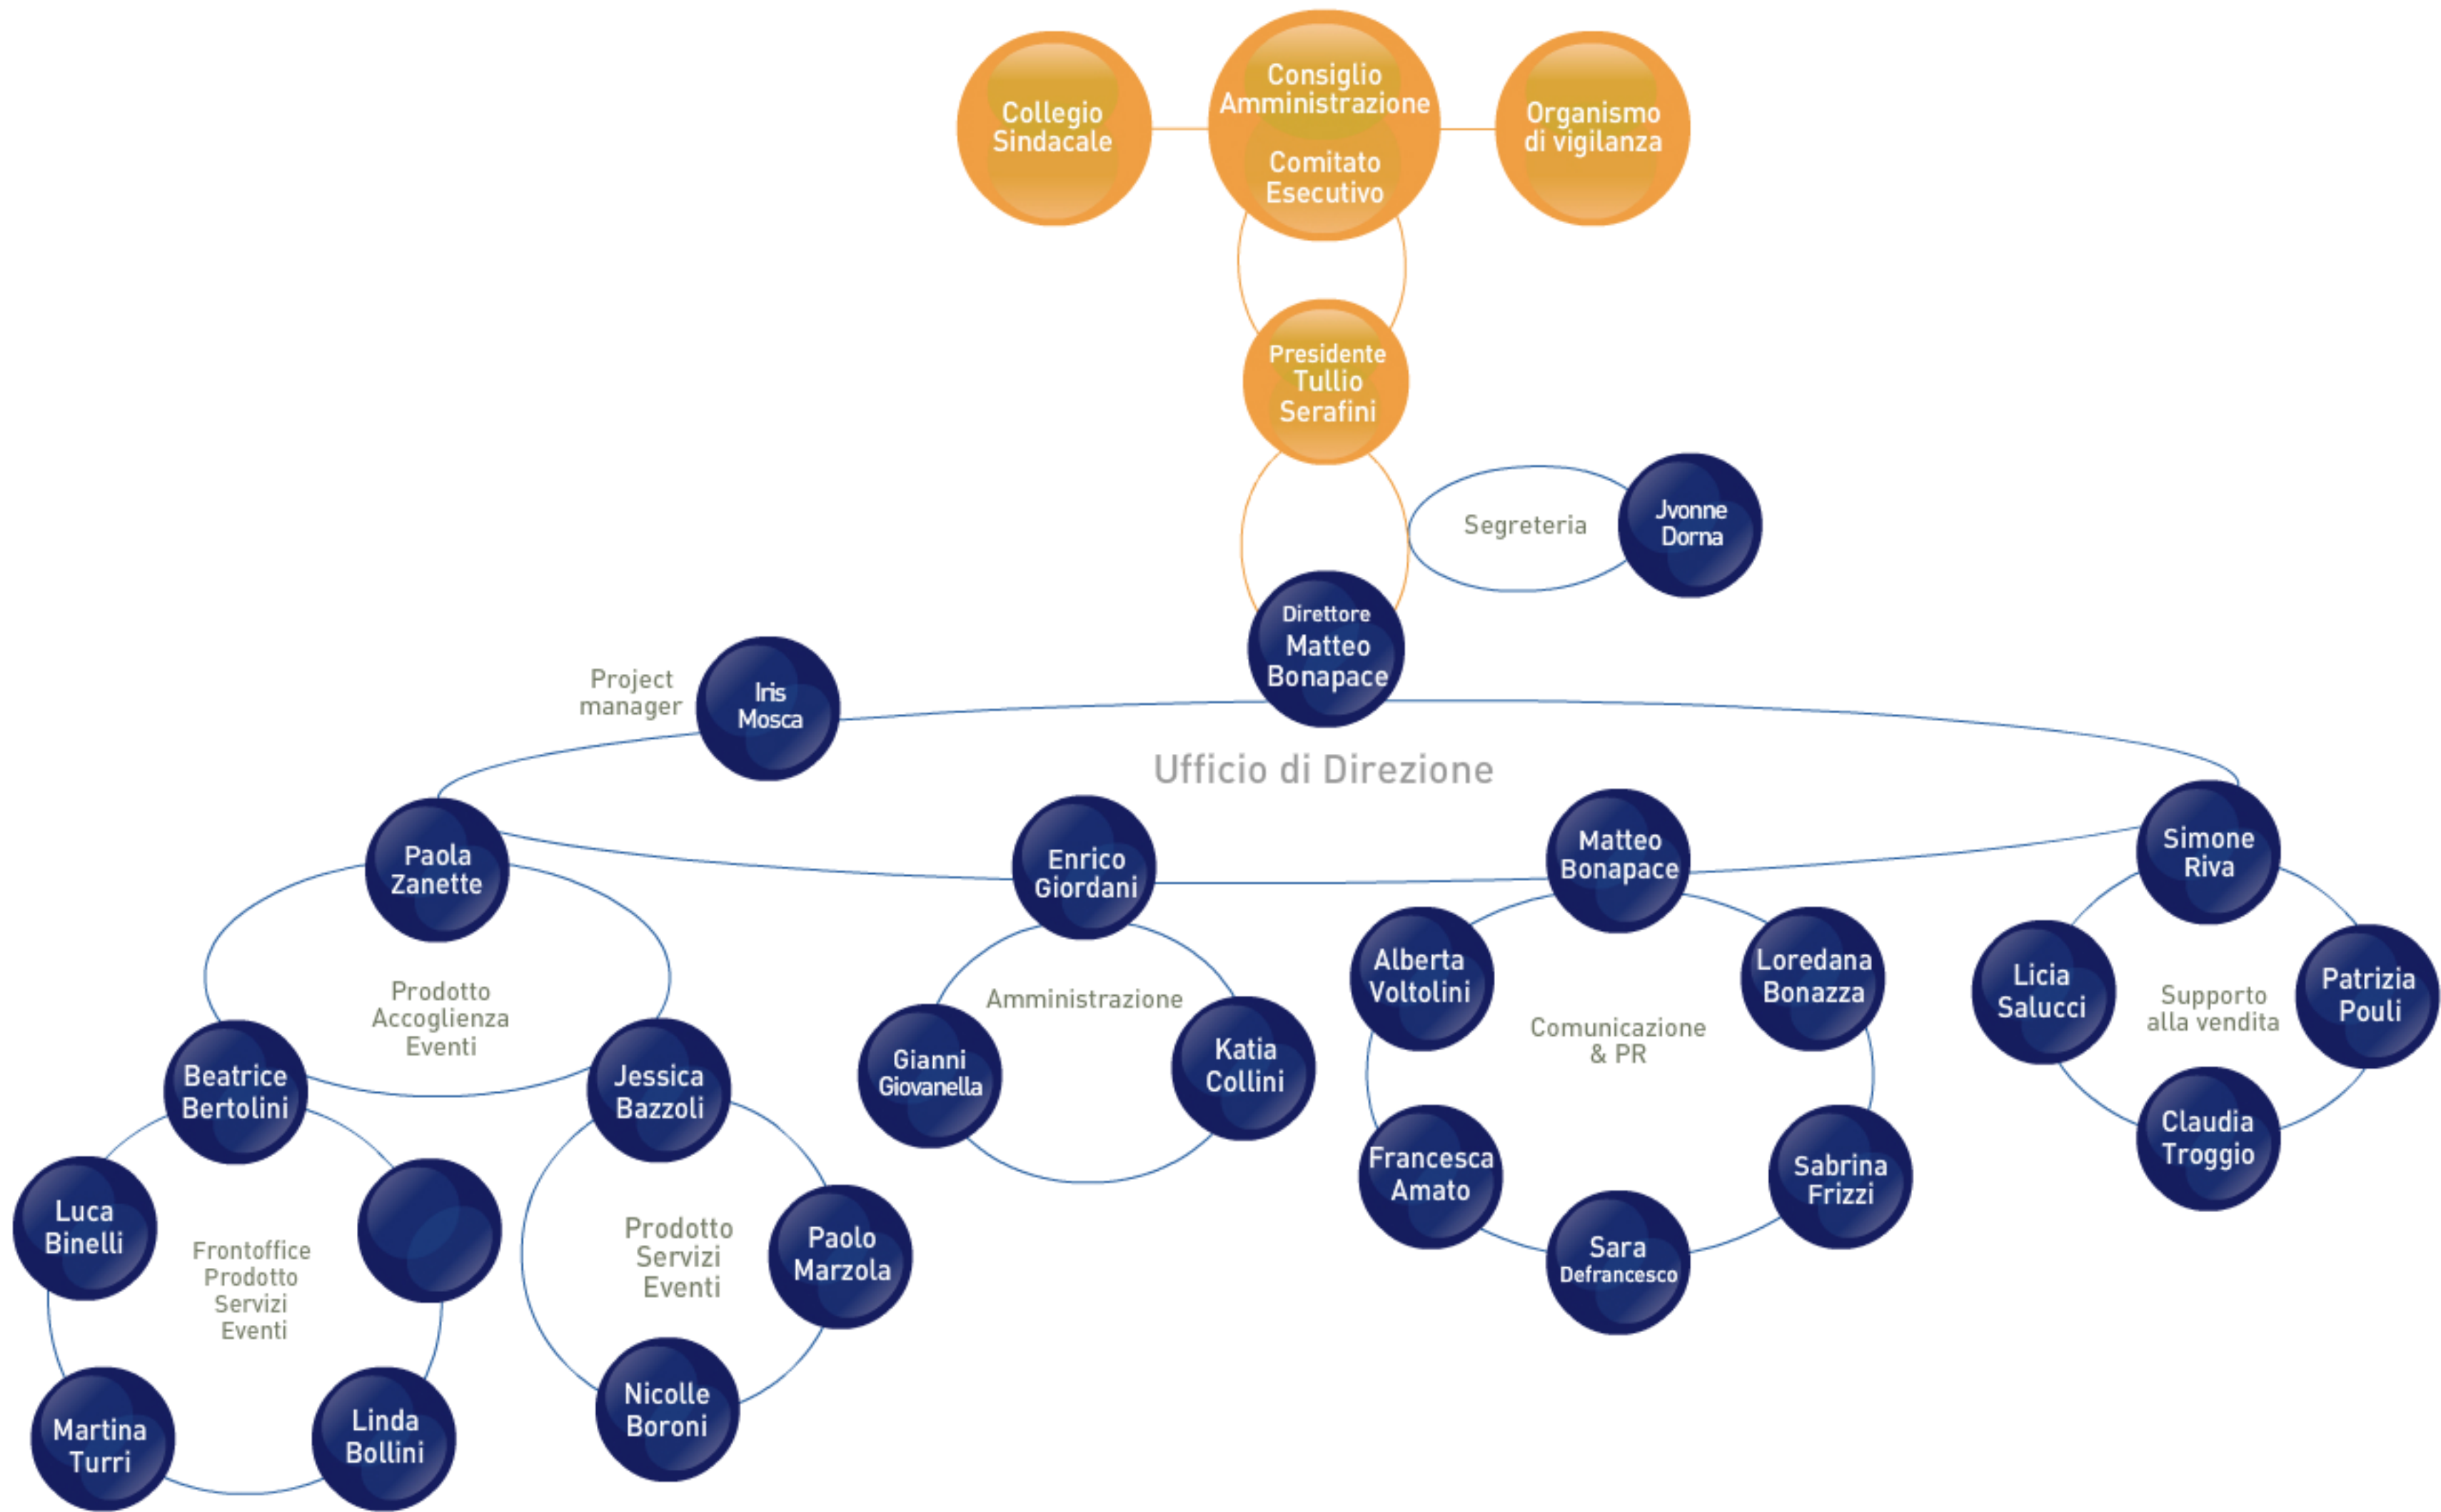 Collegio
Sindacale
Consiglio
Amministrazione
Comitato
Esecutivo
Organismo
di vigilanza
Presidente
Tullio
Serafini
Segreteria
Jvonne
Dorna
Direttore
Matteo
Bonapace
Project
manager
Iris
Mosca
Ufficio di Direzione
Paola
Zanette
Enrico
Giordani
Matteo
Bonapace
Simone
Riva
Prodotto
Accoglienza
Eventi
Beatrice
Bertolini
Jessica
Bazzoli
Amministrazione
Gianni
Giovanella
Katia
Collini
Alberta
Voltolini
Loredana
Bonazza
Comunicazione
& PR
Francesca
Amato
Sabrina
Frizzi
Sara
Defrancesco
Licia
Salucci
Supporto
alla vendita
Patrizia
Pouli
Claudia
Troggio
Luca
Binelli
Frontoffice
Prodotto
Servizi
Eventi
Martina
Turri
Linda
Bollini
Prodotto
Servizi
Eventi
Paolo
Marzola
Nicolle
Boroni